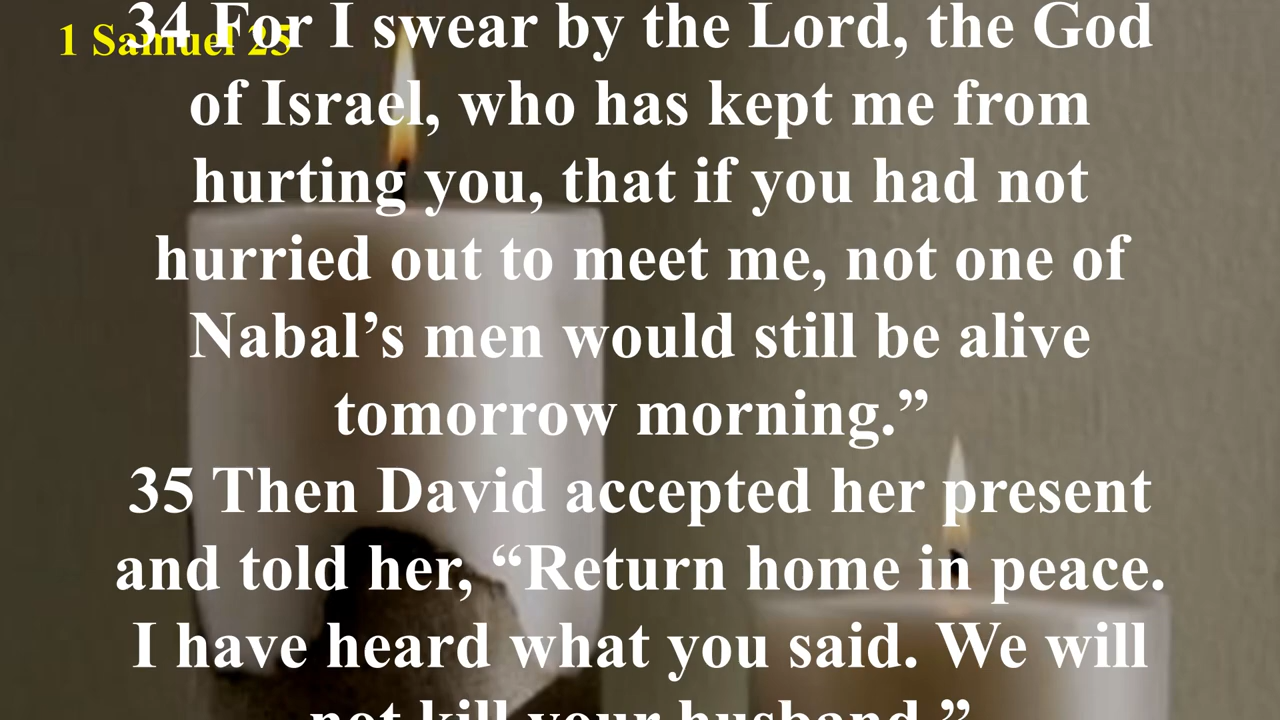 1 Samuel 25
34 For I swear by the Lord, the God
of Israel, who has kept me from
hurting you, that if you had not
hurried out to meet me, not one of
Nabal’s men would still be alive
tomorrow morning.”
35 Then David accepted her present
and told her, “Return home in peace.
I have heard what you said. We will
not kill your husband.”